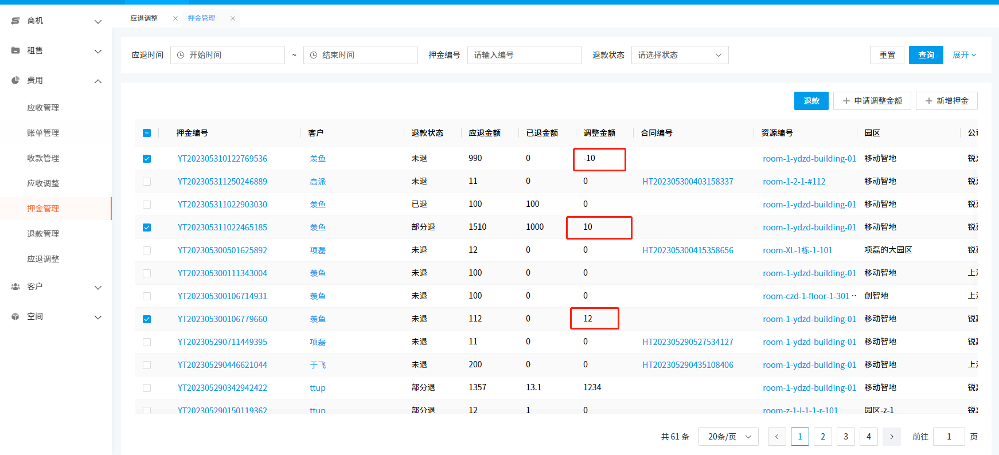 应退调整 押金管理
商机
租售
费用
应收管理
账单管理
收款管理
应收调整
押金管理
退款管理
应退调整
客户
空间
应退时间 开始时间 ~ 结束时间 押金编号 请输入编号 退款状态 请选择状态 重置 查询 展开
退款 申请调整金额 新增押金
押金编号 客户 退款状态 应退金额 已退金额 调整金额 合同编号 资源编号 园区 公司
YT202305310122769536 羡鱼 未退 990 0 -10 room-1-ydzd-building-01 移动智地 锐
YT202305311250246889 高派 未退 11 0 0 HT202305300403158337 room-1-2-1-#112 移动智地 锐
YT202305311022903030 羡鱼 已退 100 100 0 room-1-ydzd-building-01 移动智地 锐
YT202305311022465185 羡鱼 部分退 1510 1000 10 room-1-ydzd-building-01 移动智地 锐
YT202305300501625892 项磊 未退 12 0 0 HT202305300415358656 room-XL-1栋-1-101 项磊的大园区 锐
YT202305300111343004 羡鱼 未退 100 0 0 room-1-ydzd-building-01 移动智地 上
YT202305300106714931 羡鱼 未退 100 0 0 room-czd-1-floor-1-301 ·· 创智地 上
YT202305300106779660 羡鱼 未退 112 0 12 room-1-ydzd-building-01 移动智地 锐
YT202305290711449395 项磊 未退 11 0 0 HT202305290527534127 room-1-ydzd-building-01 移动智地 锐
YT202305290446621044 于飞 未退 200 0 0 HT202305290435108406 room-1-ydzd-building-01 移动智地 上
YT202305290342942422 ttup 部分退 1357 13.1 1234 room-1-ydzd-building-01 移动智地 锐
YT202305290150119362 ttup 部分退 12 1 0 room-z-1-l-1-1-r-101 园区-z-1 锐
共 61 条 20条/页 1 2 3 4 前往 1 页